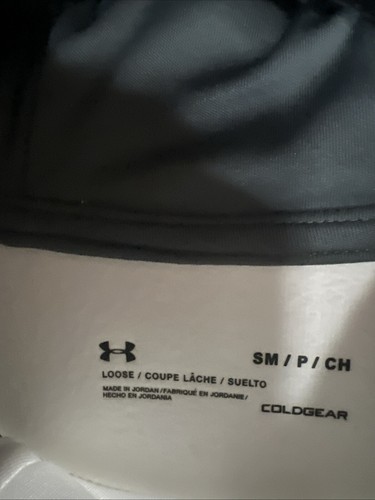 SM / P / CH
LOOSE / COUPE LÂCHE / SUELTO
MADE IN JORDAN / FABRIQUÉ EN JORDANIE /
HECHO EN JORDANIA
COLDGEAR